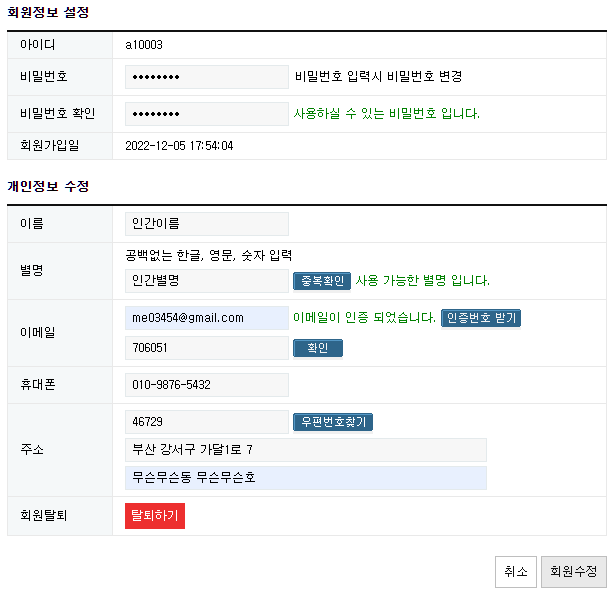 회원정보 설정
아이디 a10003
비밀번호 ●●●●●●●● 비밀번호 입력시 비밀번호 변경
비밀번호 확인 ●●●●●●●● 사용하실 수 있는 비밀번호 입니다.
회원가입일 2022-12-05 17:54:04
개인정보 수정
이름 인간이름
공백없는 한글, 영문, 숫자 입력
별명 인간별명 중복확인 사용 가능한 별명 입니다.
이메일 me03454@gmail.com 이메일이 인증 되었습니다. 인증번호 받기
706051 확인
휴대폰 010-9876-5432
46729 우편번호찾기
주소 부산 강서구 가달1로 7
무슨무슨동 무슨무슨호
회원탈퇴 탈퇴하기
취소 회원수정